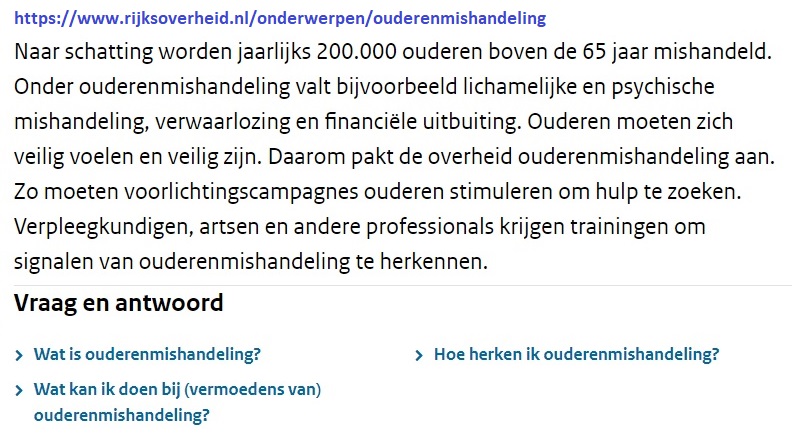 https://www.rijksoverheid.nl/onderwerpen/ouderenmishandeling
Naar schatting worden jaarlijks 200.000 ouderen boven de 65 jaar mishandeld.
Onder ouderenmishandeling valt bijvoorbeeld lichamelijke en psychische
mishandeling, verwaarlozing en financiële uitbuiting. Ouderen moeten zich
veilig voelen en veilig zijn. Daarom pakt de overheid ouderenmishandeling aan.
Zo moeten voorlichtingscampagnes ouderen stimuleren om hulp te zoeken.
Verpleegkundigen, artsen en andere professionals krijgen trainingen om
signalen van ouderenmishandeling te herkennen.
Vraag en antwoord
Wat is ouderenmishandeling?
Hoe herken ik ouderenmishandeling?
Wat kan ik doen bij (vermoedens van)
ouderenmishandeling?